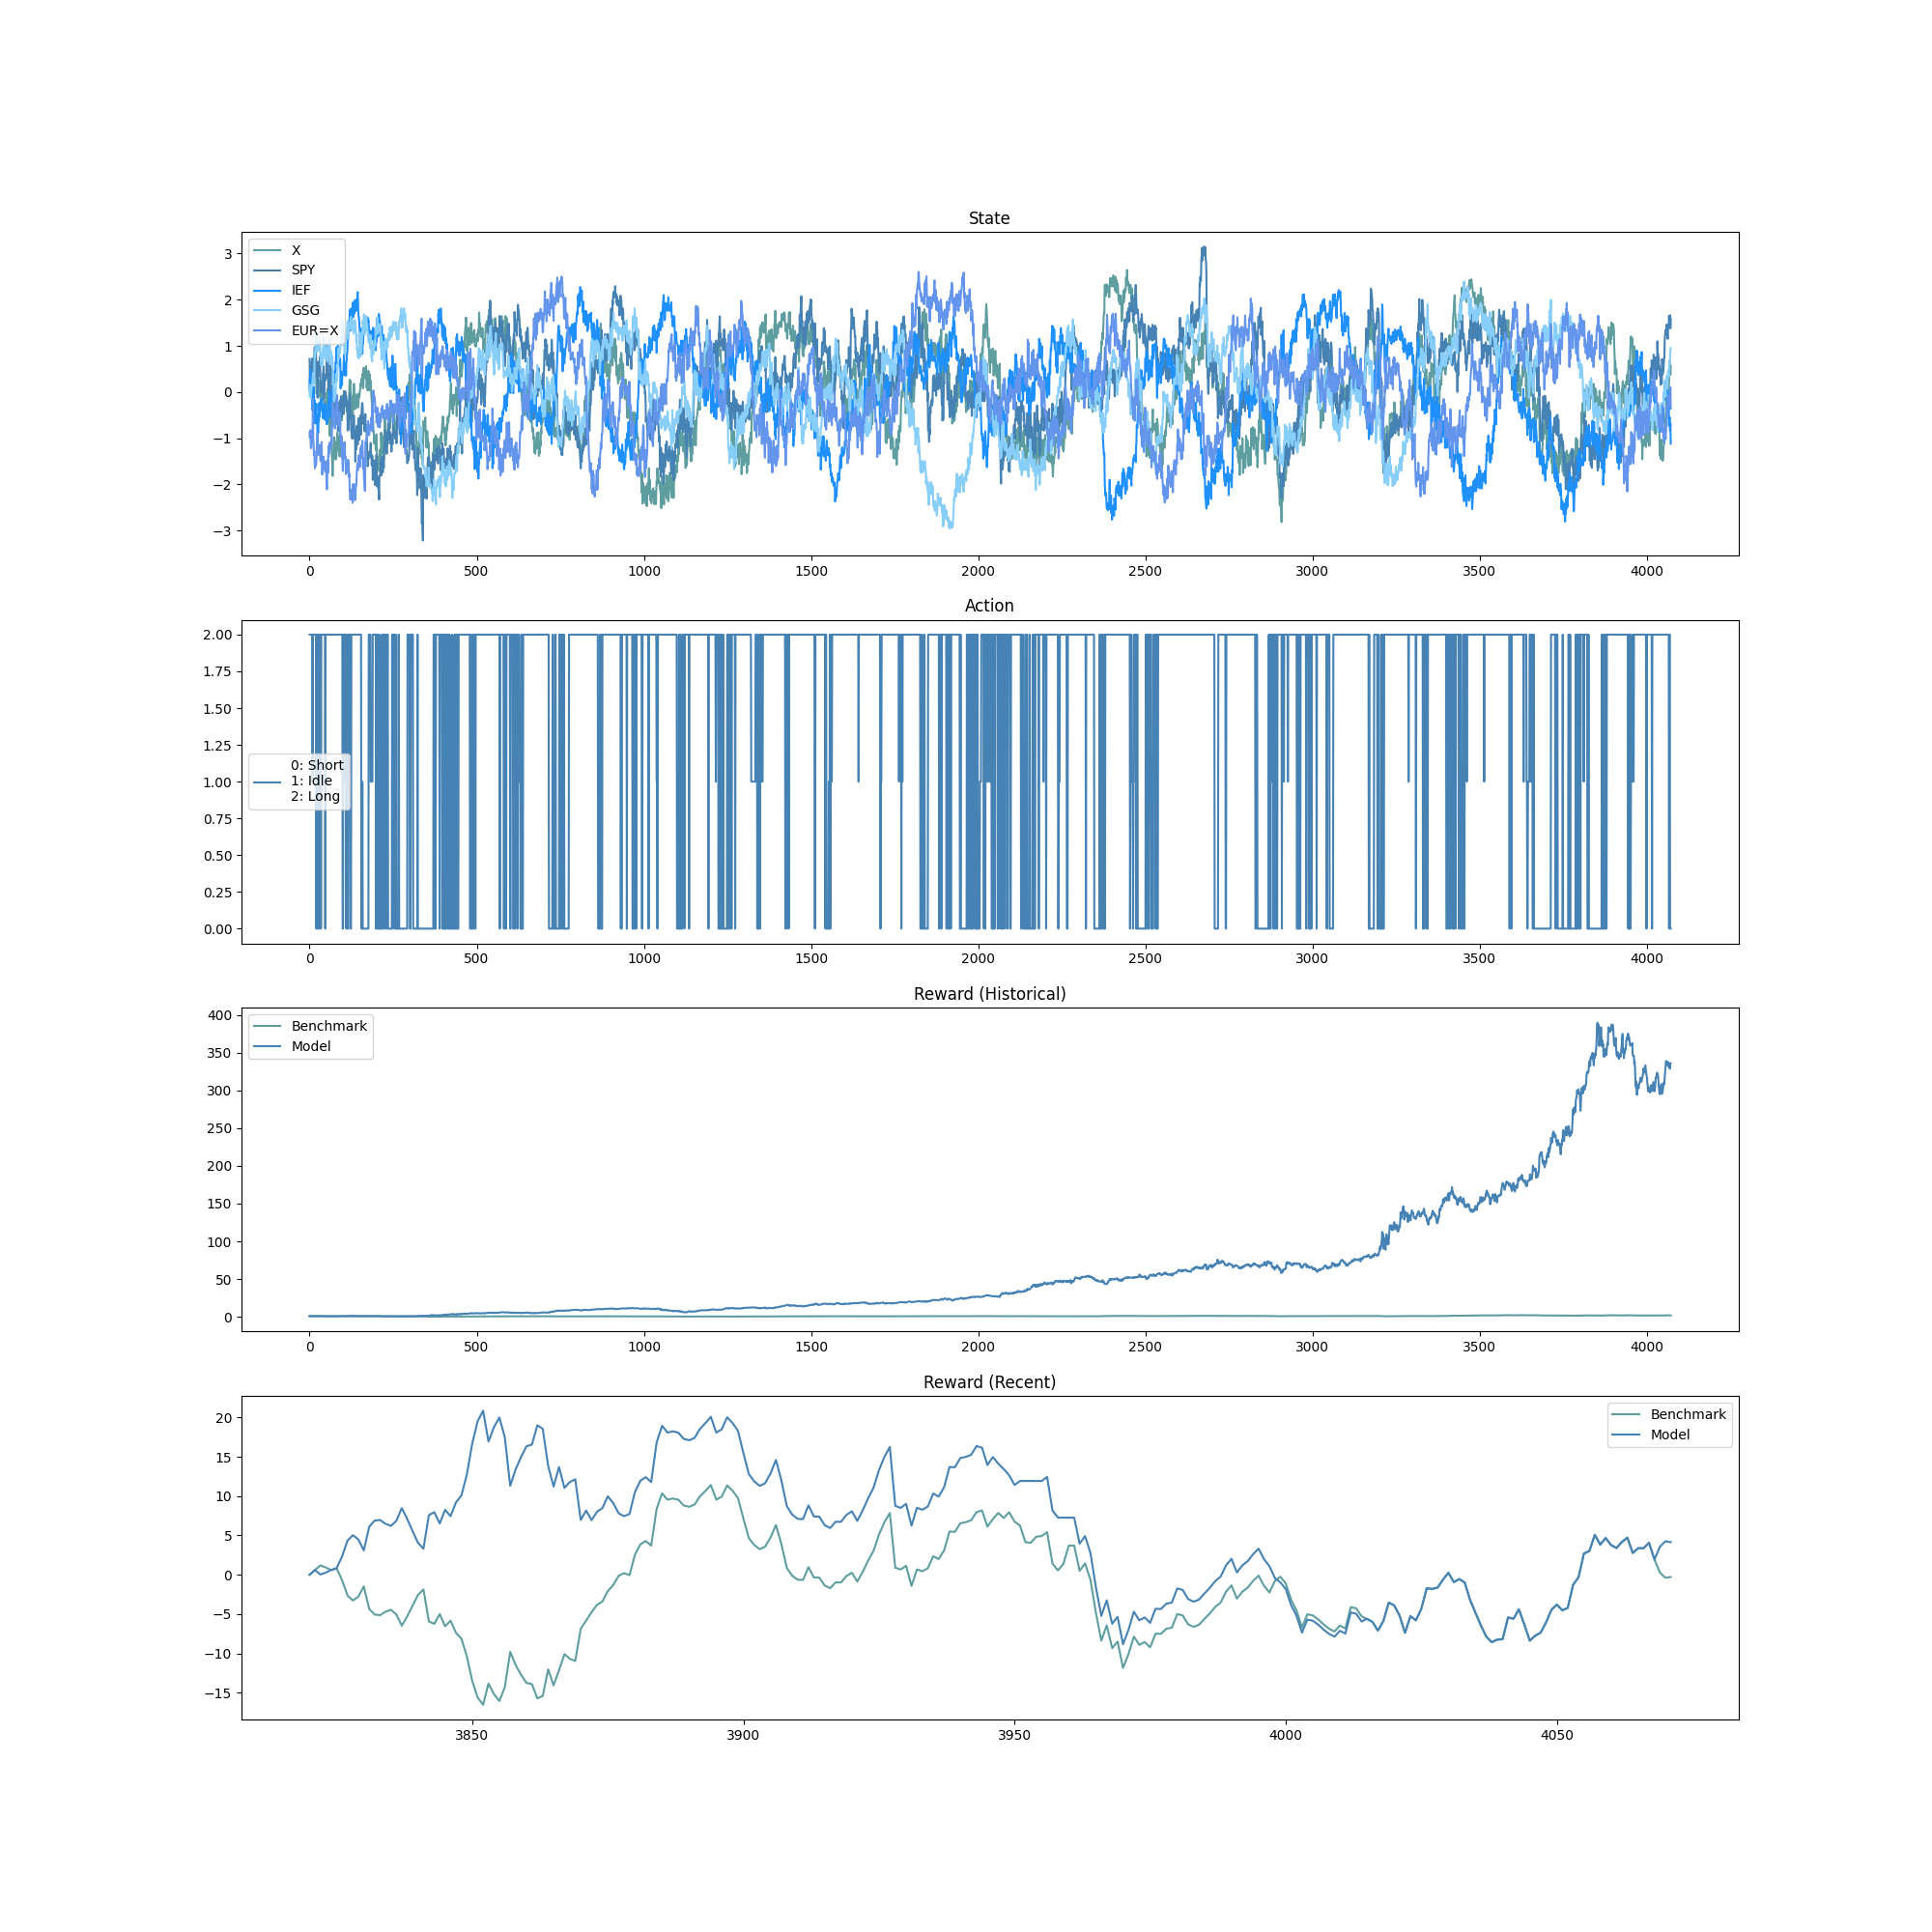 State
3
2
1
0
−1
−2
−3
X
SPY
IEF
GSG
EUR=X
0 500 1000 1500 2000 2500 3000 3500 4000
Action
2.00
1.75
1.50
1.25
1.00
0.75
0.50
0.25
0.00
0: Short
1: Idle
2: Long
0 500 1000 1500 2000 2500 3000 3500 4000
Reward (Historical)
400
350
300
250
200
150
100
50
0
Benchmark
Model
0 500 1000 1500 2000 2500 3000 3500 4000
Reward (Recent)
20
15
10
5
0
−5
−10
−15
Benchmark
Model
3850 3900 3950 4000 4050